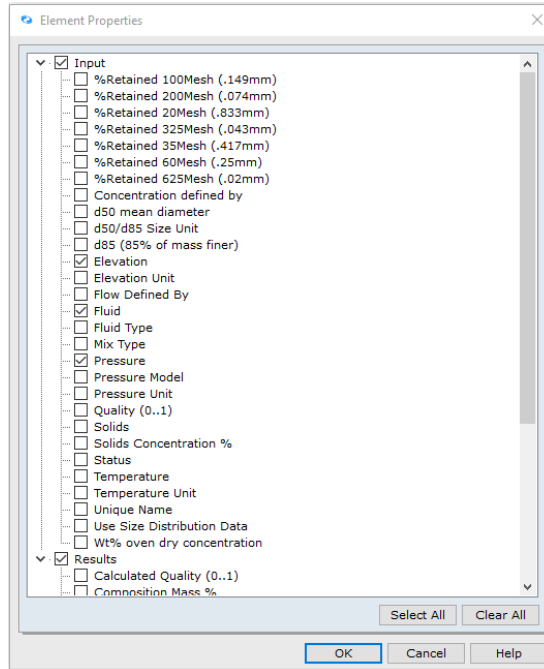 Element Properties
Input
%Retained 100Mesh (.149mm)
%Retained 200Mesh (.074mm)
%Retained 20Mesh (.833mm)
%Retained 325Mesh (.043mm)
%Retained 35Mesh (.417mm)
%Retained 60Mesh (.25mm)
%Retained 625Mesh (.02mm)
Concentration defined by
d50 mean diameter
d50/d85 Size Unit
d85 (85% of mass finer)
Elevation
Elevation Unit
Flow Defined By
Fluid
Fluid Type
Mix Type
Pressure
Pressure Model
Pressure Unit
Quality (0..1)
Solids
Solids Concentration %
Status
Temperature
Temperature Unit
Unique Name
Use Size Distribution Data
Wt% oven dry concentration
Results
Calculated Quality (0..1)
Composition Mass %
Select All Clear All
OK Cancel Help